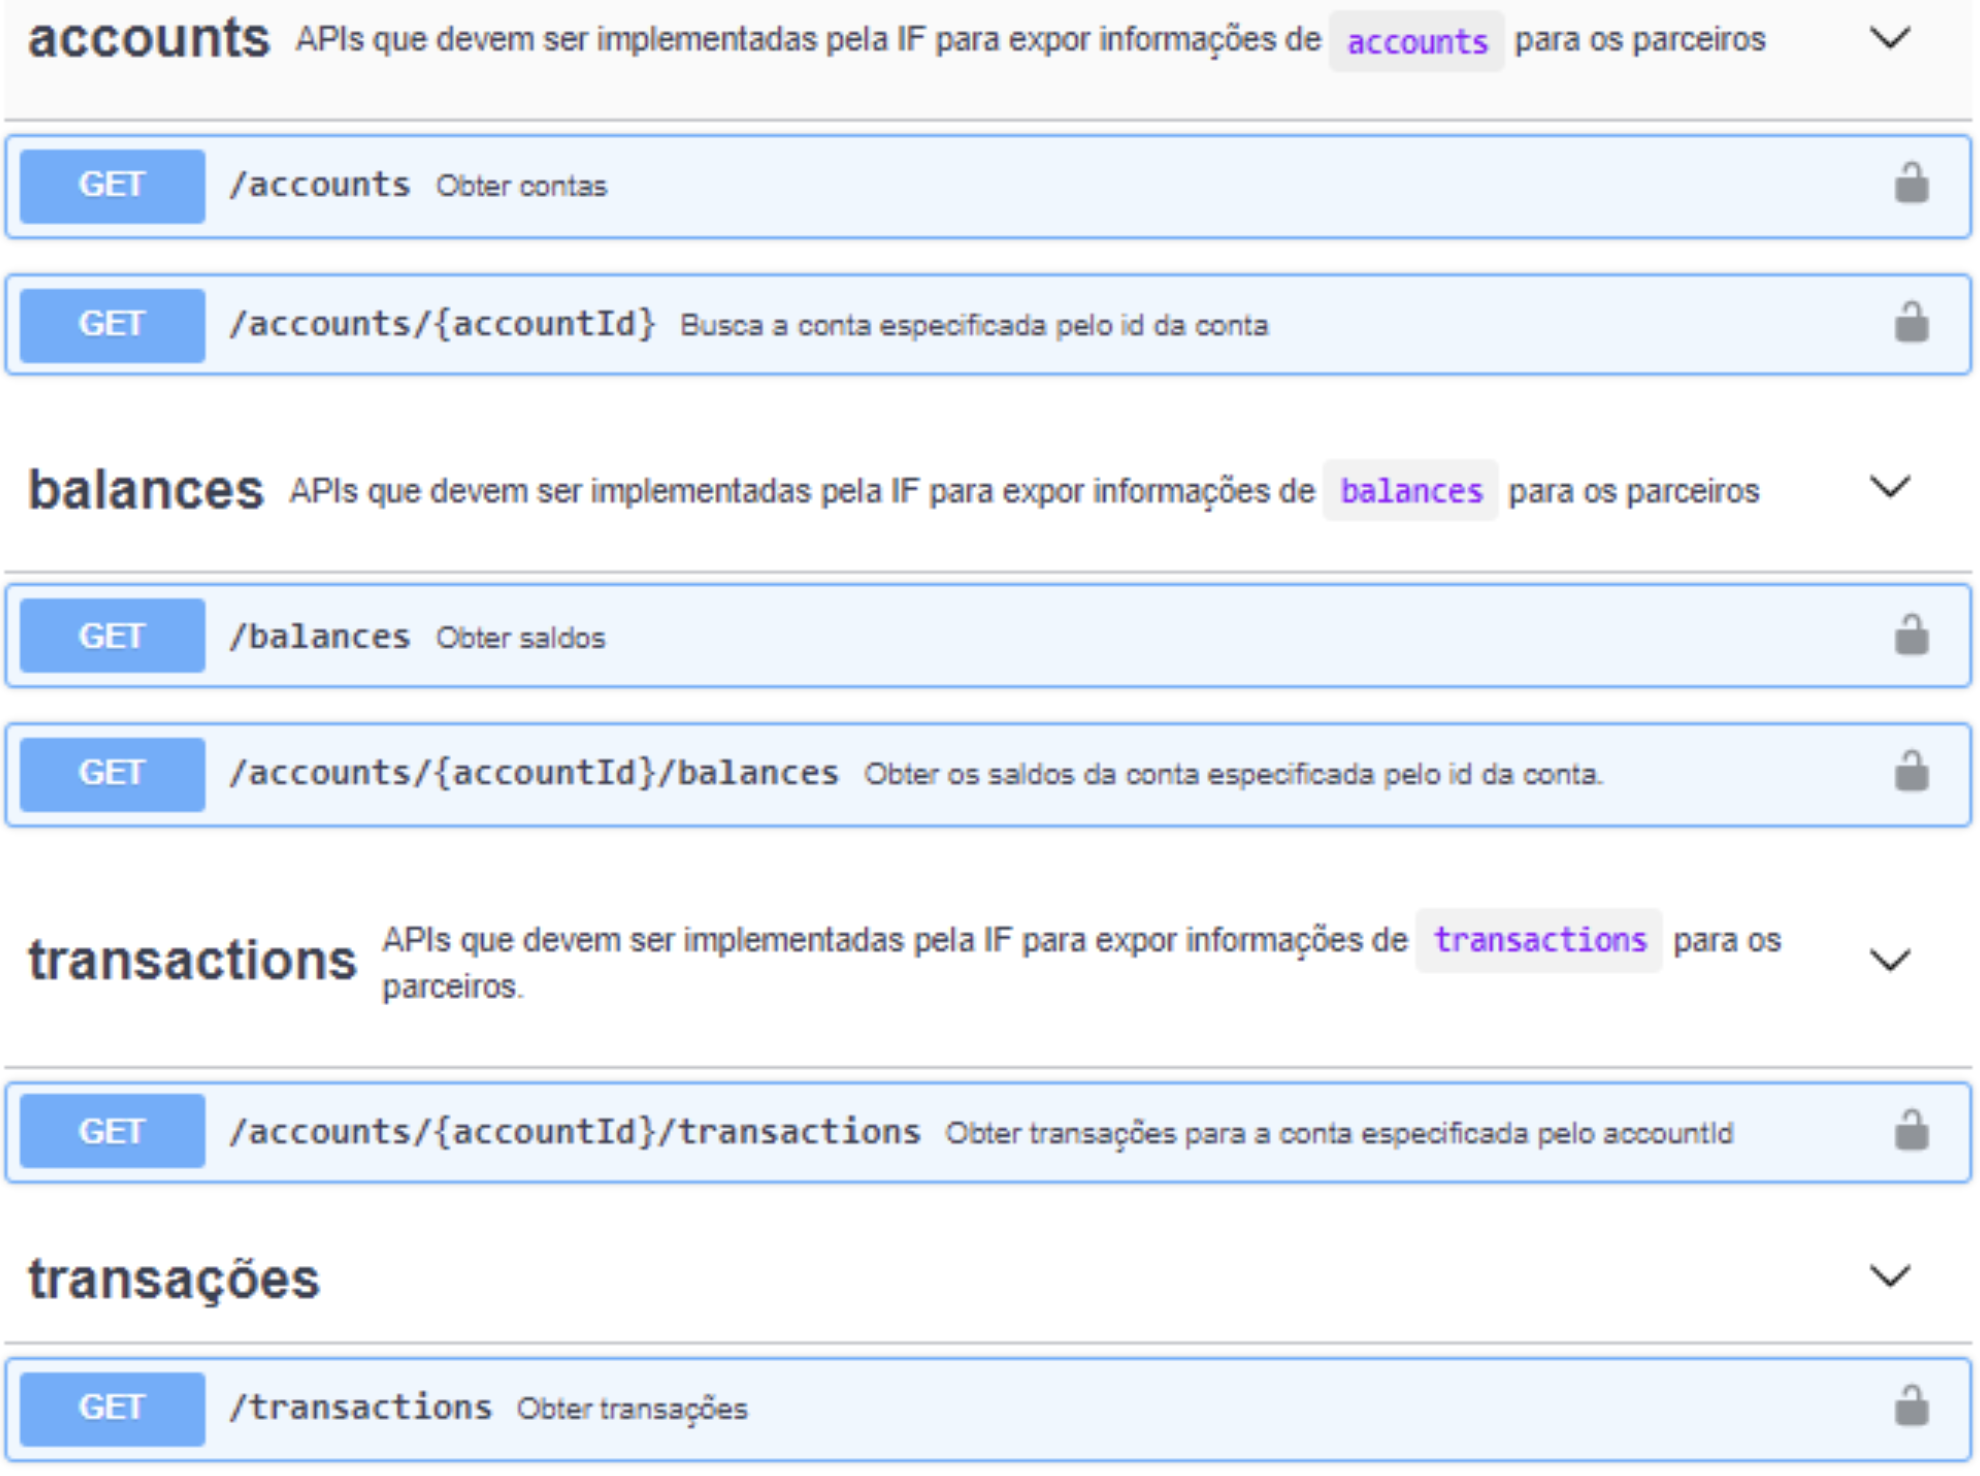 accounts APIs que devem ser implementadas pela IF para expor informações de accounts para os parceiros
GET /accounts Obter contas
GET /accounts/{accountId} Busca a conta especificada pelo id da conta
balances APIs que devem ser implementadas pela IF para expor informações de balances para os parceiros
GET /balances Obter saldos
GET /accounts/{accountId}/balances Obter os saldos da conta especificada pelo id da conta.
transactions APIs que devem ser implementadas pela IF para expor informações de transactions para os
parceiros.
GET /accounts/{accountId}/transactions Obter transações para a conta especificada pelo accountId
transações
GET /transactions Obter transações